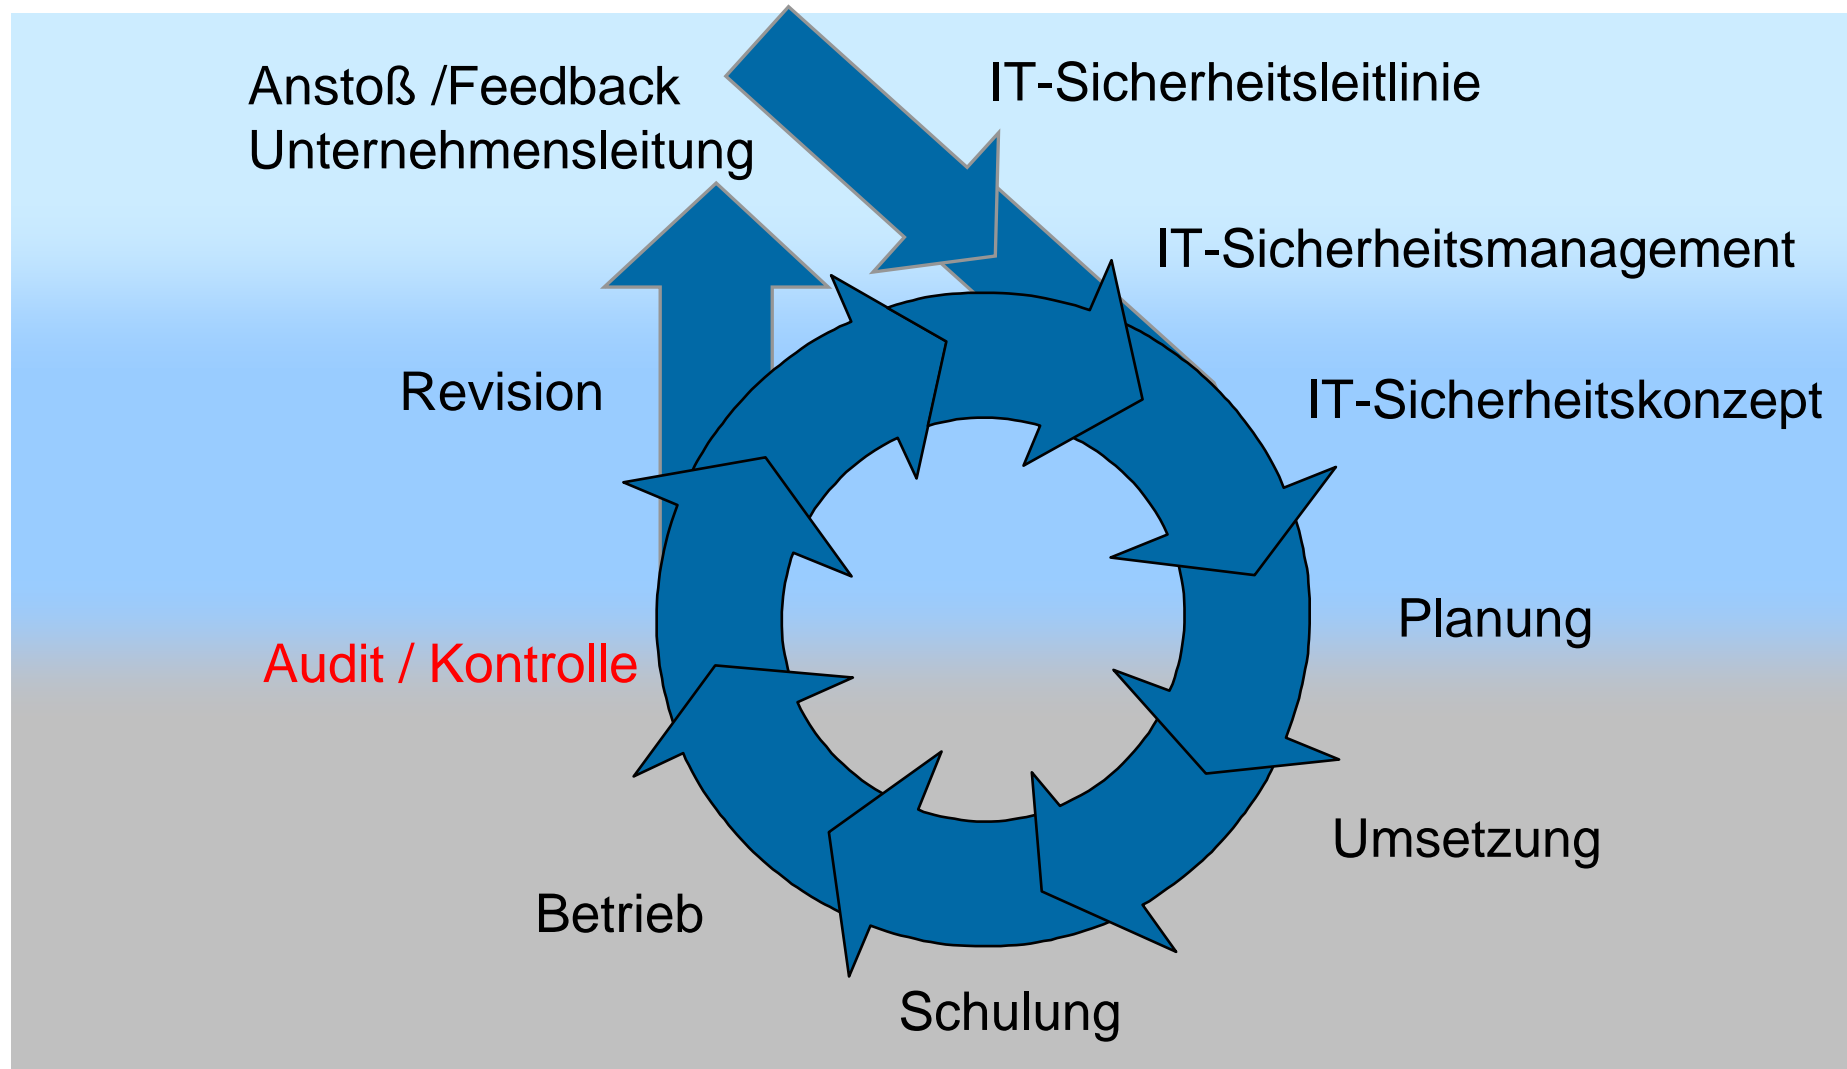 Anstoß /Feedback
Unternehmensleitung
IT-Sicherheitsleitlinie
IT-Sicherheitsmanagement
IT-Sicherheitskonzept
Planung
Umsetzung
Schulung
Betrieb
Audit / Kontrolle
Revision